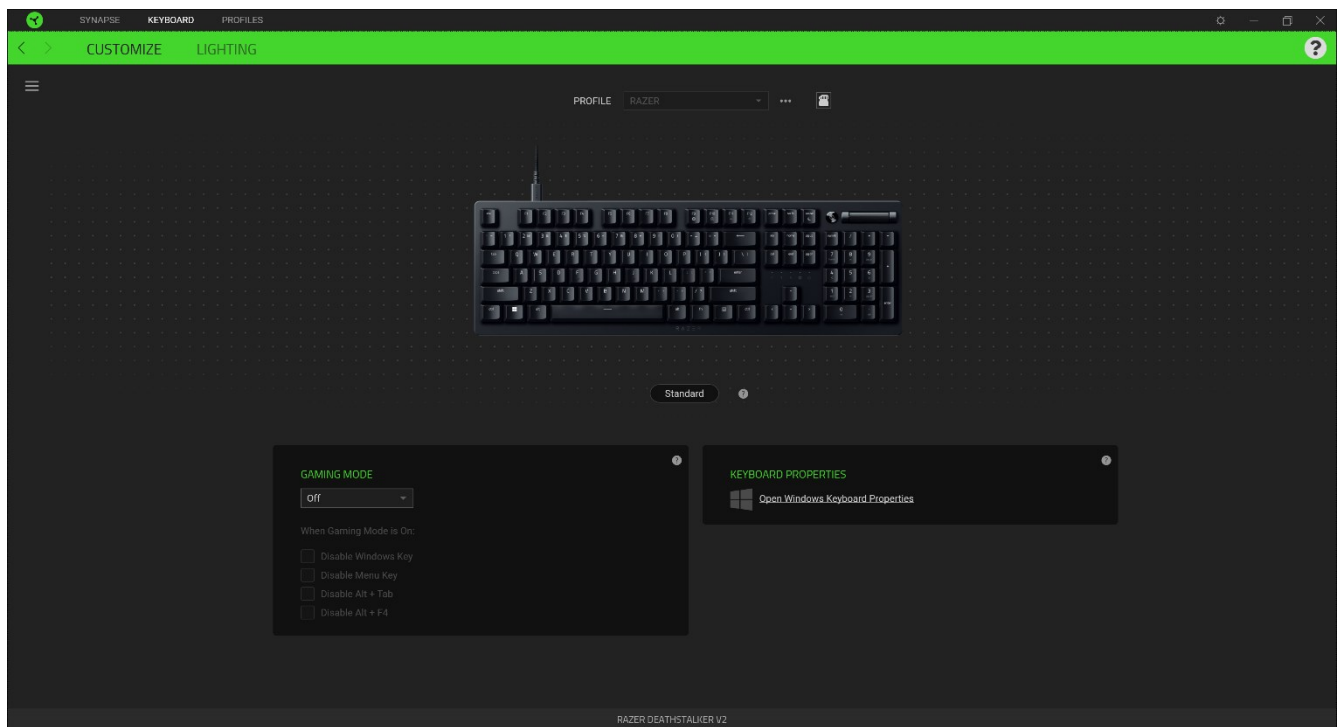 SYNAPSE KEYBOARD PROFILES
CUSTOMIZE LIGHTING
?
PROFILE RAZER
Standard ?
GAMING MODE ?
Off
When Gaming Mode is On:
Disable Windows Key
Disable Menu Key
Disable Alt + Tab
Disable Alt + F4
KEYBOARD PROPERTIES ?
Open Windows Keyboard Properties
RAZER DEATHSTALKER V2